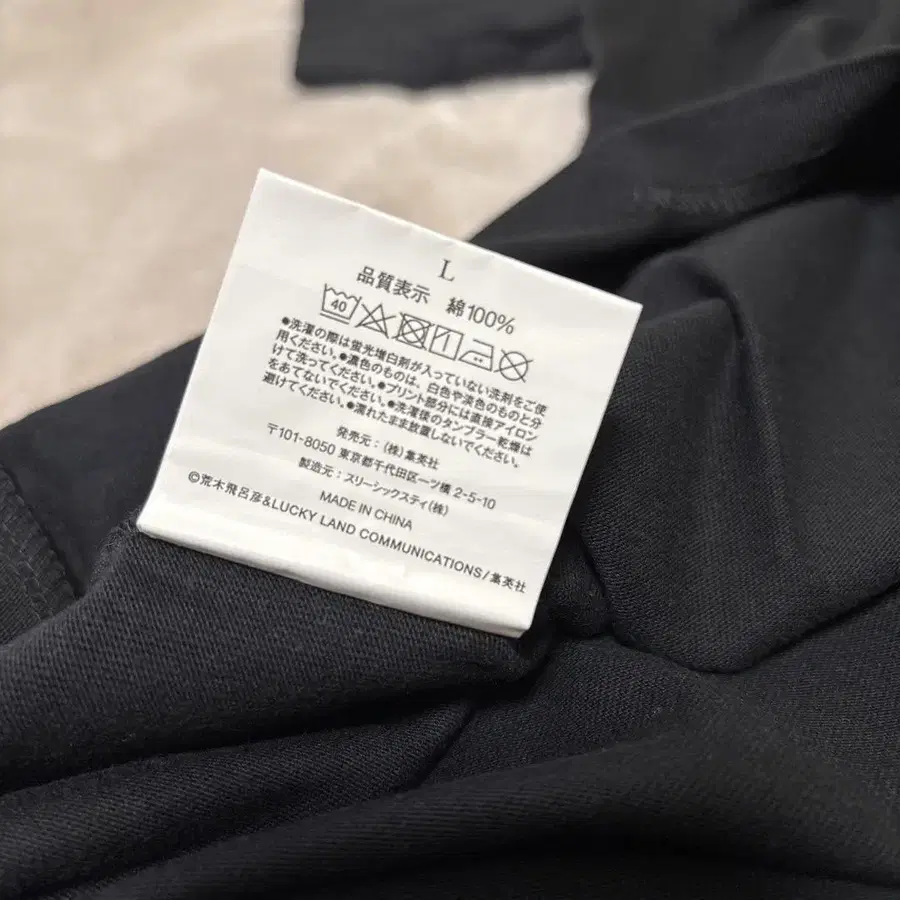 L
品質表示 綿100%
40
●洗濯の際は蛍光増白剤が入っていない洗剤をご使
用ください。●濃色のものは、白色や淡色のものと分
けて洗ってください。●プリント部分には直接アイロン
をあてないでください。●洗濯後のタンブラー乾燥は
避けてください。●濡れたまま放置しないでください。
発売元：(株)集英社
〒101-8050 東京都千代田区一ツ橋 2-5-10
製造元：スリーシックスティ(株)
MADE IN CHINA
©荒木飛呂彦&LUCKY LAND COMMUNICATIONS/集英社